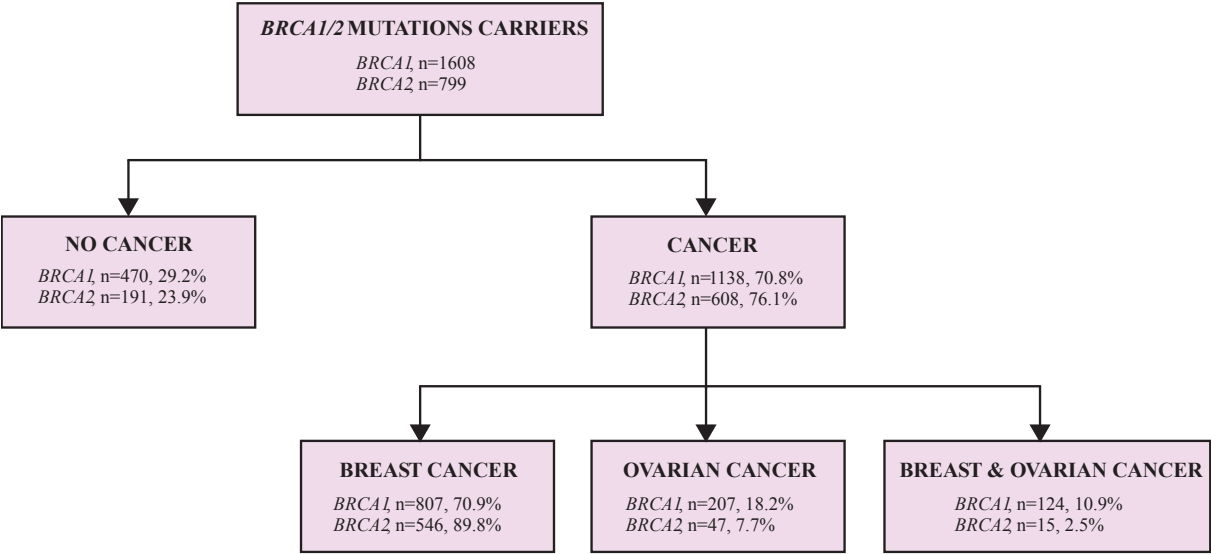 BRCA1/2 MUTATIONS CARRIERS
BRCA1, n=1608
BRCA2, n=799
NO CANCER
BRCA1, n=470, 29.2%
BRCA2, n=191, 23.9%
CANCER
BRCA1, n=1138, 70.8%
BRCA2, n=608, 76.1%
BREAST CANCER
BRCA1, n=807, 70.9%
BRCA2, n=546, 89.8%
OVARIAN CANCER
BRCA1, n=207, 18.2%
BRCA2, n=47, 7.7%
BREAST & OVARIAN CANCER
BRCA1, n=124, 10.9%
BRCA2, n=15, 2.5%